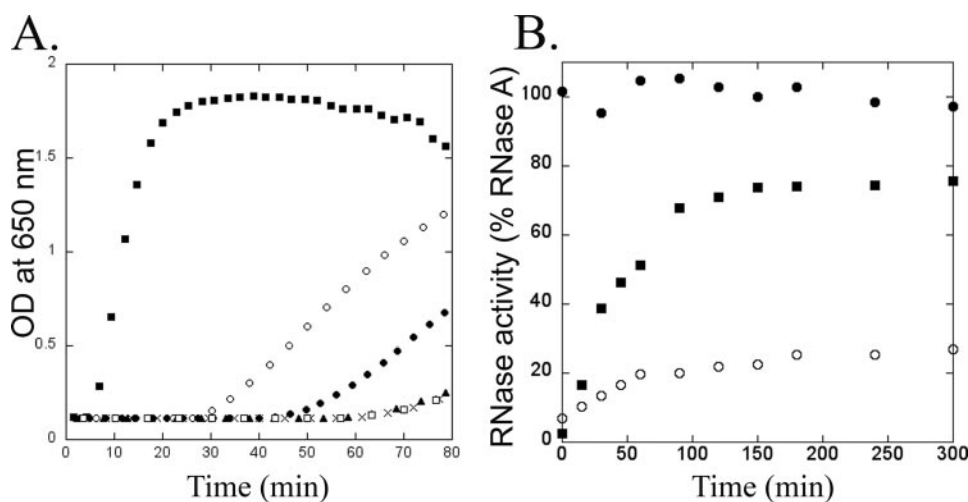 A.
OD at 650 nm
2
1.5
1
0.5
0
0 10 20 30 40 50 60 70 80
Time (min)
B.
RNase activity (% RNase A)
100
80
60
40
20
0
0 50 100 150 200 250 300
Time (min)